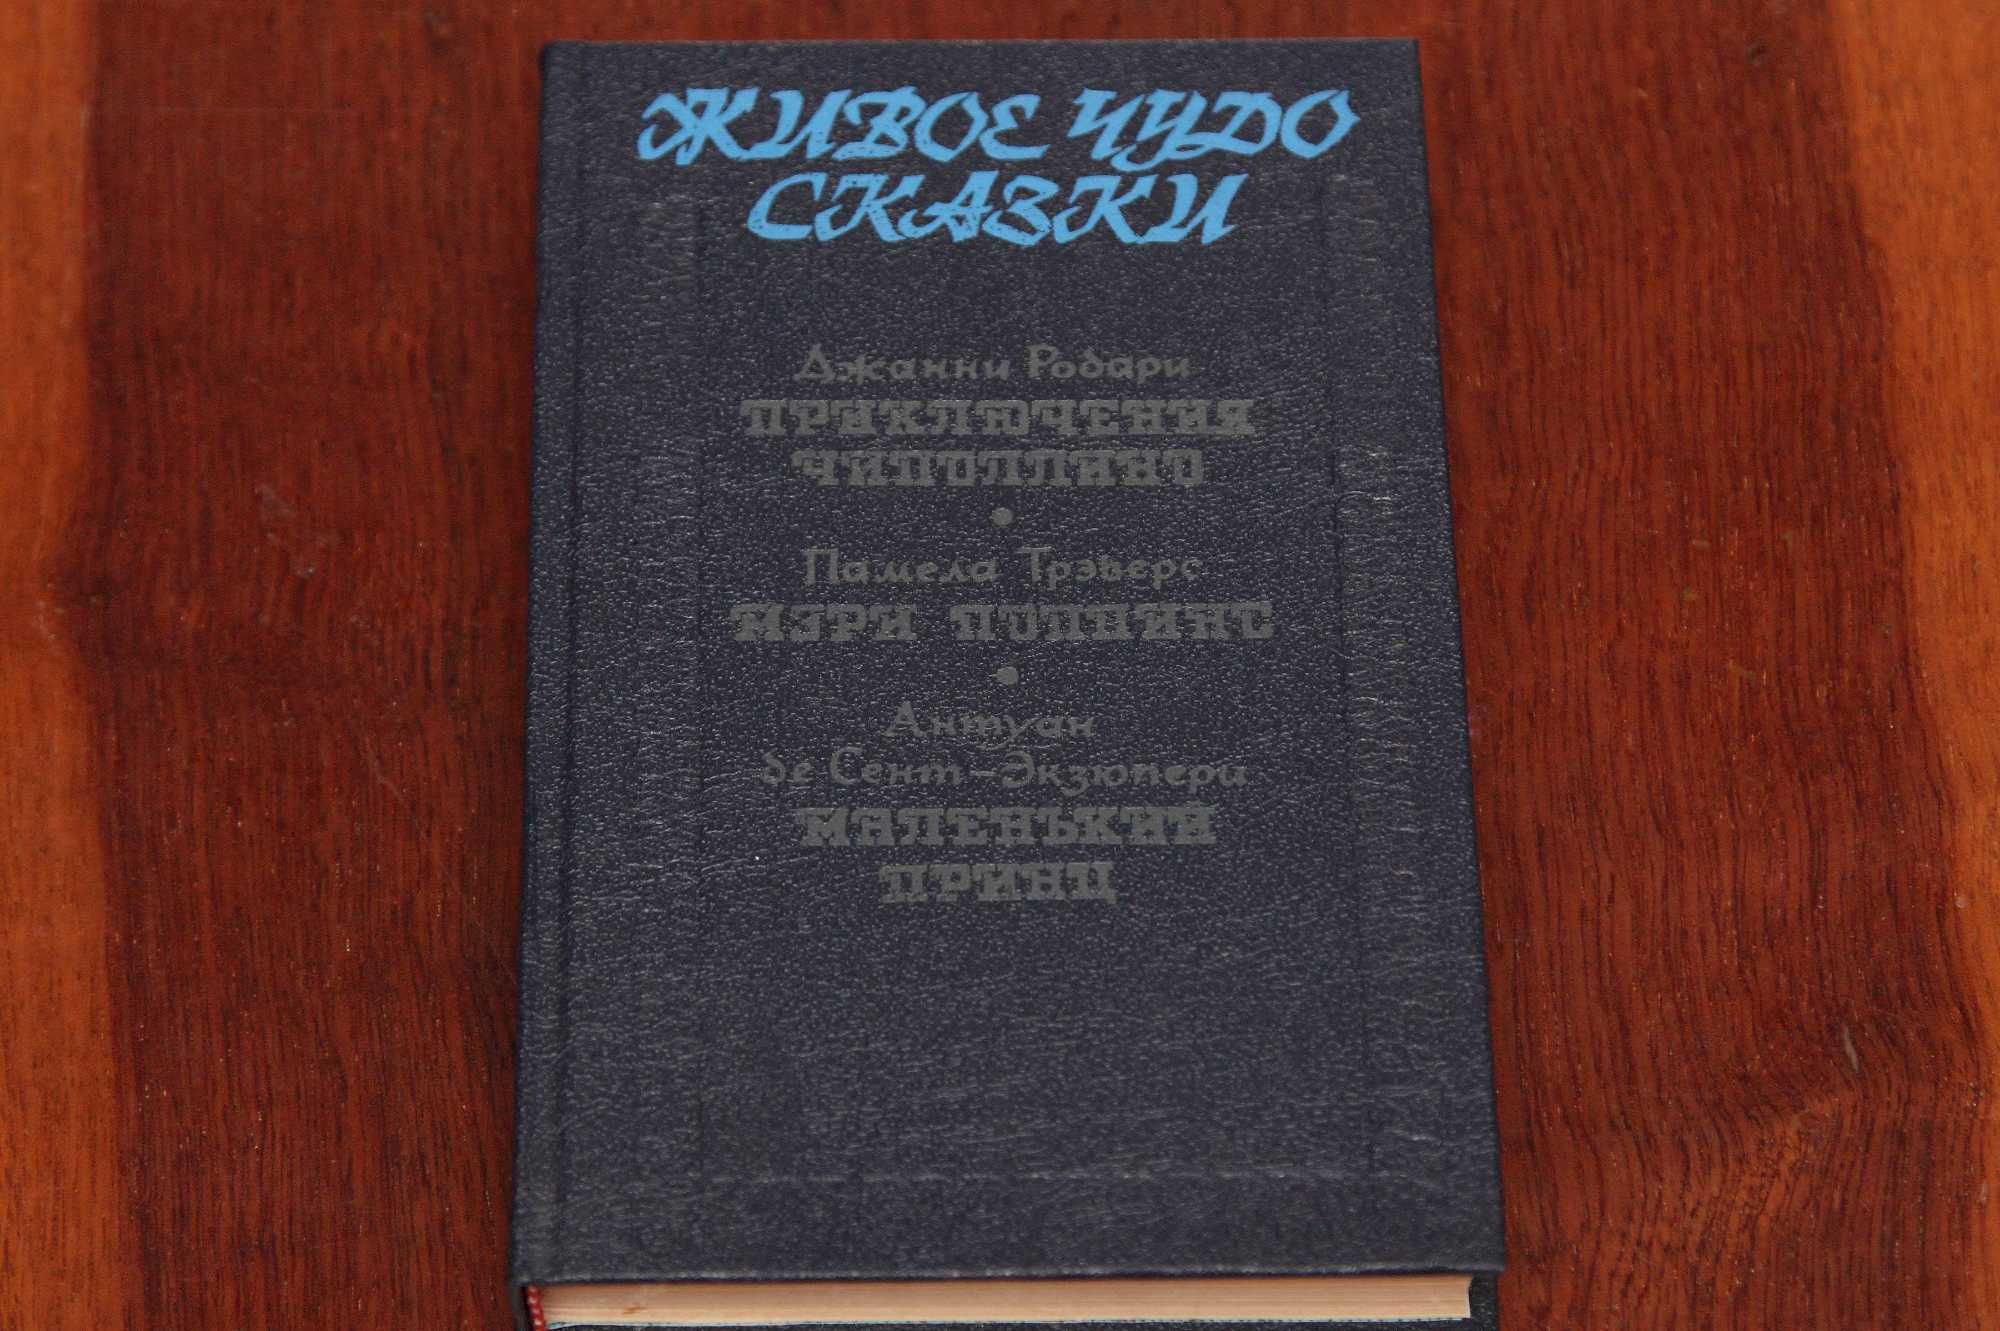 ЖИВОЕ ЧУДО
СКАЗКИ
Джанни Родари
ПРИКЛЮЧЕНИЯ
ЧИПОЛЛИНО
Памела Трэверс
МЭРИ ПОППИНС
Антуан
де Сент-Экзюпери
МАЛЕНЬКИЙ
ПРИНЦ